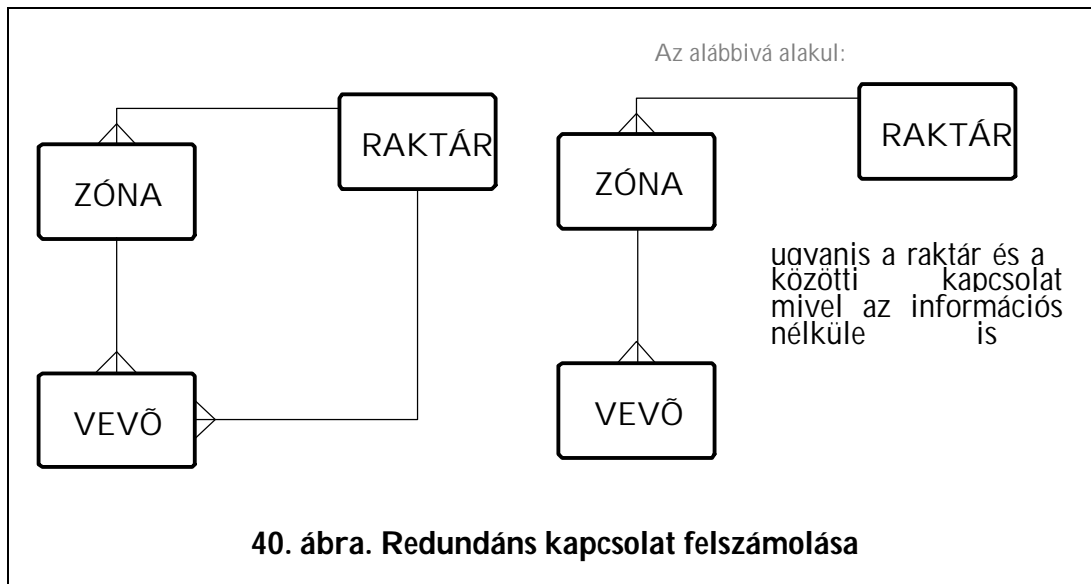 Az alábbivá alakul:
RAKTÁR
ZÓNA
VEVÕ
RAKTÁR
ZÓNA
VEVÕ
ugyanis a raktár és a
közötti kapcsolat
mivel az információs
nélküle is
40. ábra. Redundáns kapcsolat felszámolása